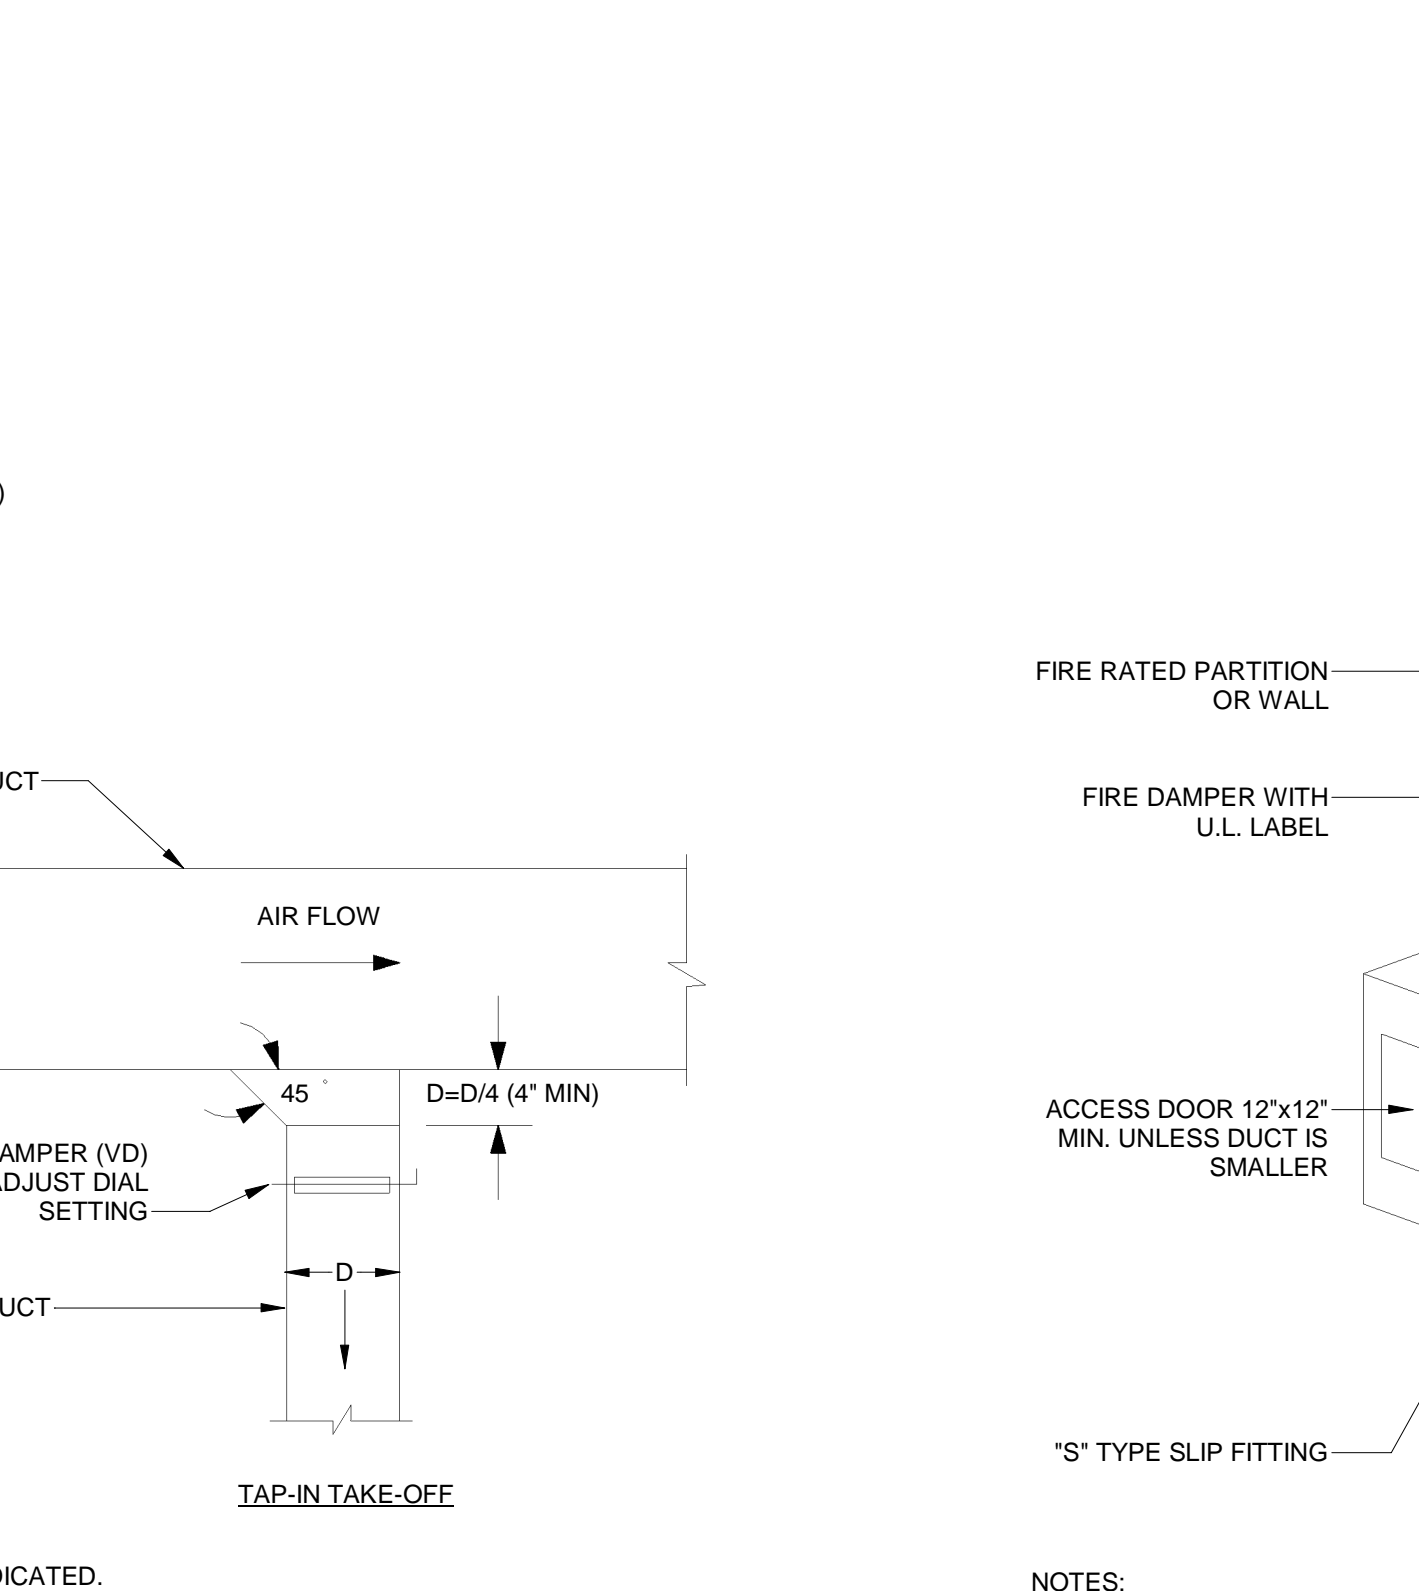 )
UCT
AIR FLOW
45°
D=D/4 (4" MIN)
AMPER (VD)
ADJUST DIAL
SETTING
D
UCT
TAP-IN TAKE-OFF
DICATED.
FIRE RATED PARTITION
OR WALL
FIRE DAMPER WITH
U.L. LABEL
ACCESS DOOR 12"x12"
MIN. UNLESS DUCT IS
SMALLER
"S" TYPE SLIP FITTING
NOTES: